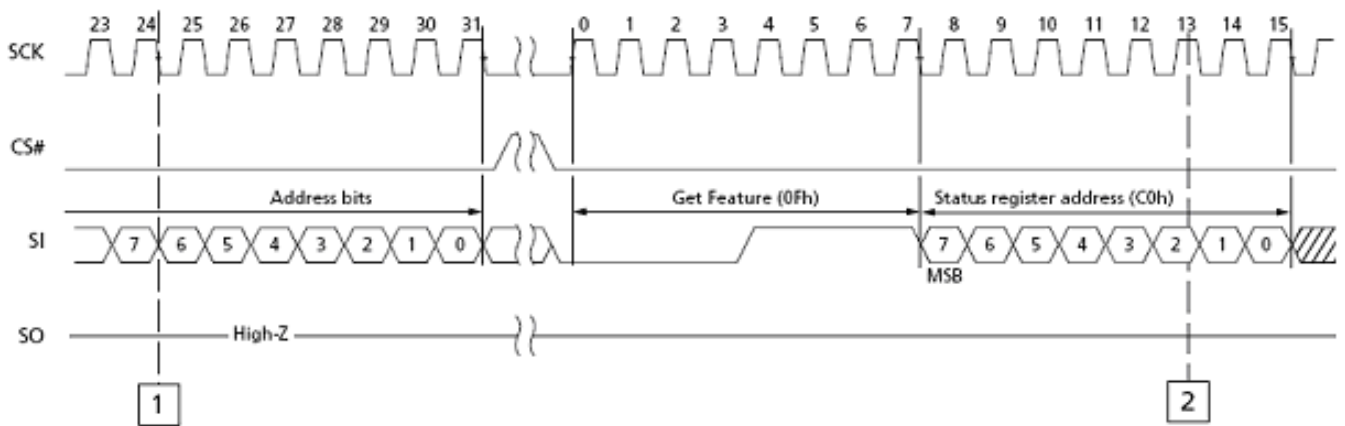 23 24 25 26 27 28 29 30 31 0 1 2 3 4 5 6 7 8 9 10 11 12 13 14 15
SCK
CS#
Address bits Get Feature (0Fh) Status register address (C0h)
SI 7 6 5 4 3 2 1 0 7 6 5 4 3 2 1 0
MSB
SO High-Z
1 2